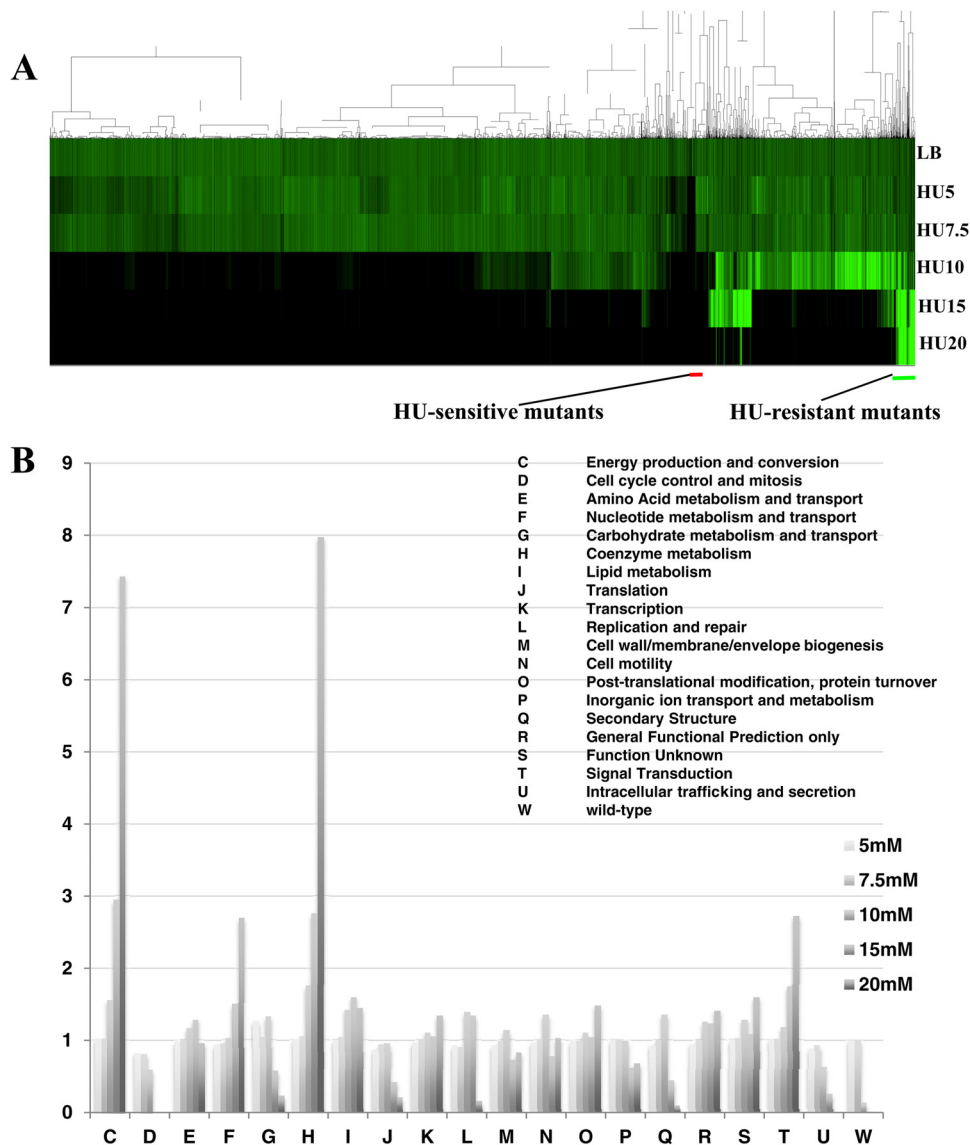 A
LB
HU5
HU7.5
HU10
HU15
HU20
HU-sensitive mutants
HU-resistant mutants
B
9
8
7
6
5
4
3
2
1
0
C Energy production and conversion
D Cell cycle control and mitosis
E Amino Acid metabolism and transport
F Nucleotide metabolism and transport
G Carbohydrate metabolism and transport
H Coenzyme metabolism
I Lipid metabolism
J Translation
K Transcription
L Replication and repair
M Cell wall/membrane/envelope biogenesis
N Cell motility
O Post-translational modification, protein turnover
P Inorganic ion transport and metabolism
Q Secondary Structure
R General Functional Prediction only
S Function Unknown
T Signal Transduction
U Intracellular trafficking and secretion
W wild-type
5mM
7.5mM
10mM
15mM
20mM
C D E F G H I J K L M N O P Q R S T U W